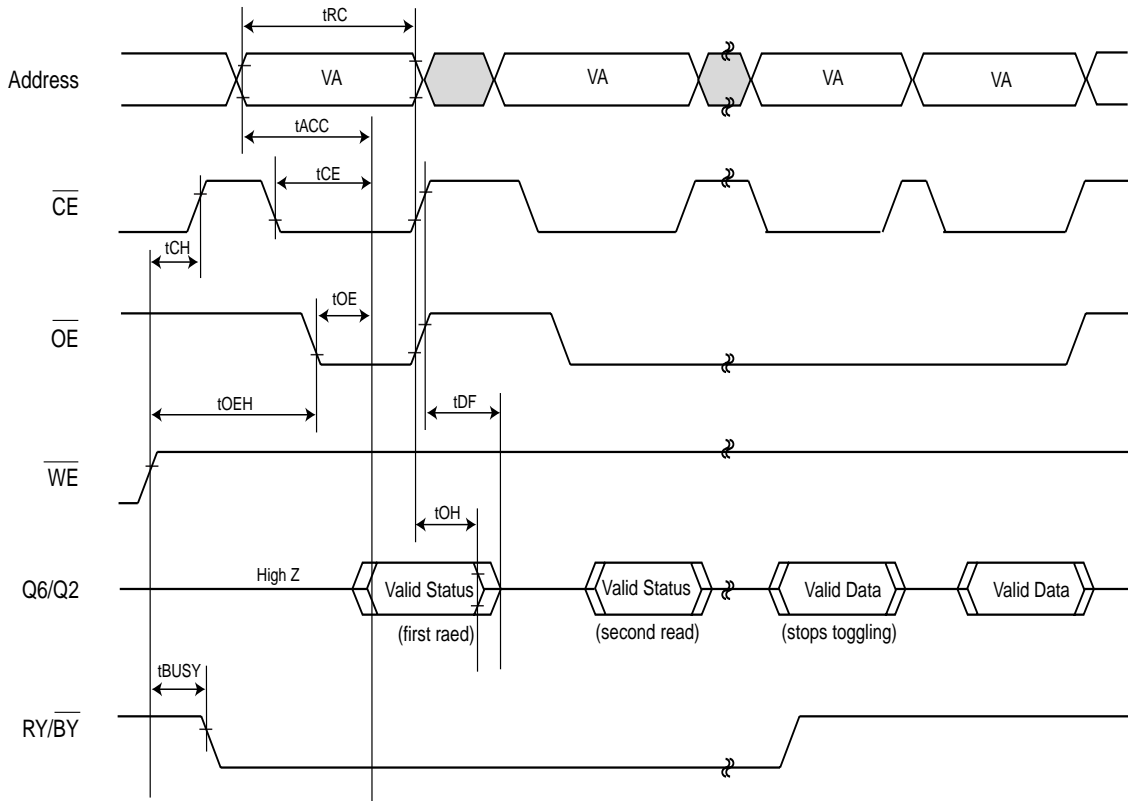 tRC
Address
VA
VA
VA
VA
tACC
tCE
CE
tCH
tOE
OE
tOEH
tDF
WE
tOH
High Z
Q6/Q2
Valid Status
Valid Status
Valid Data
Valid Data
(first raed)
(second read)
(stops toggling)
tBUSY
RY/BY